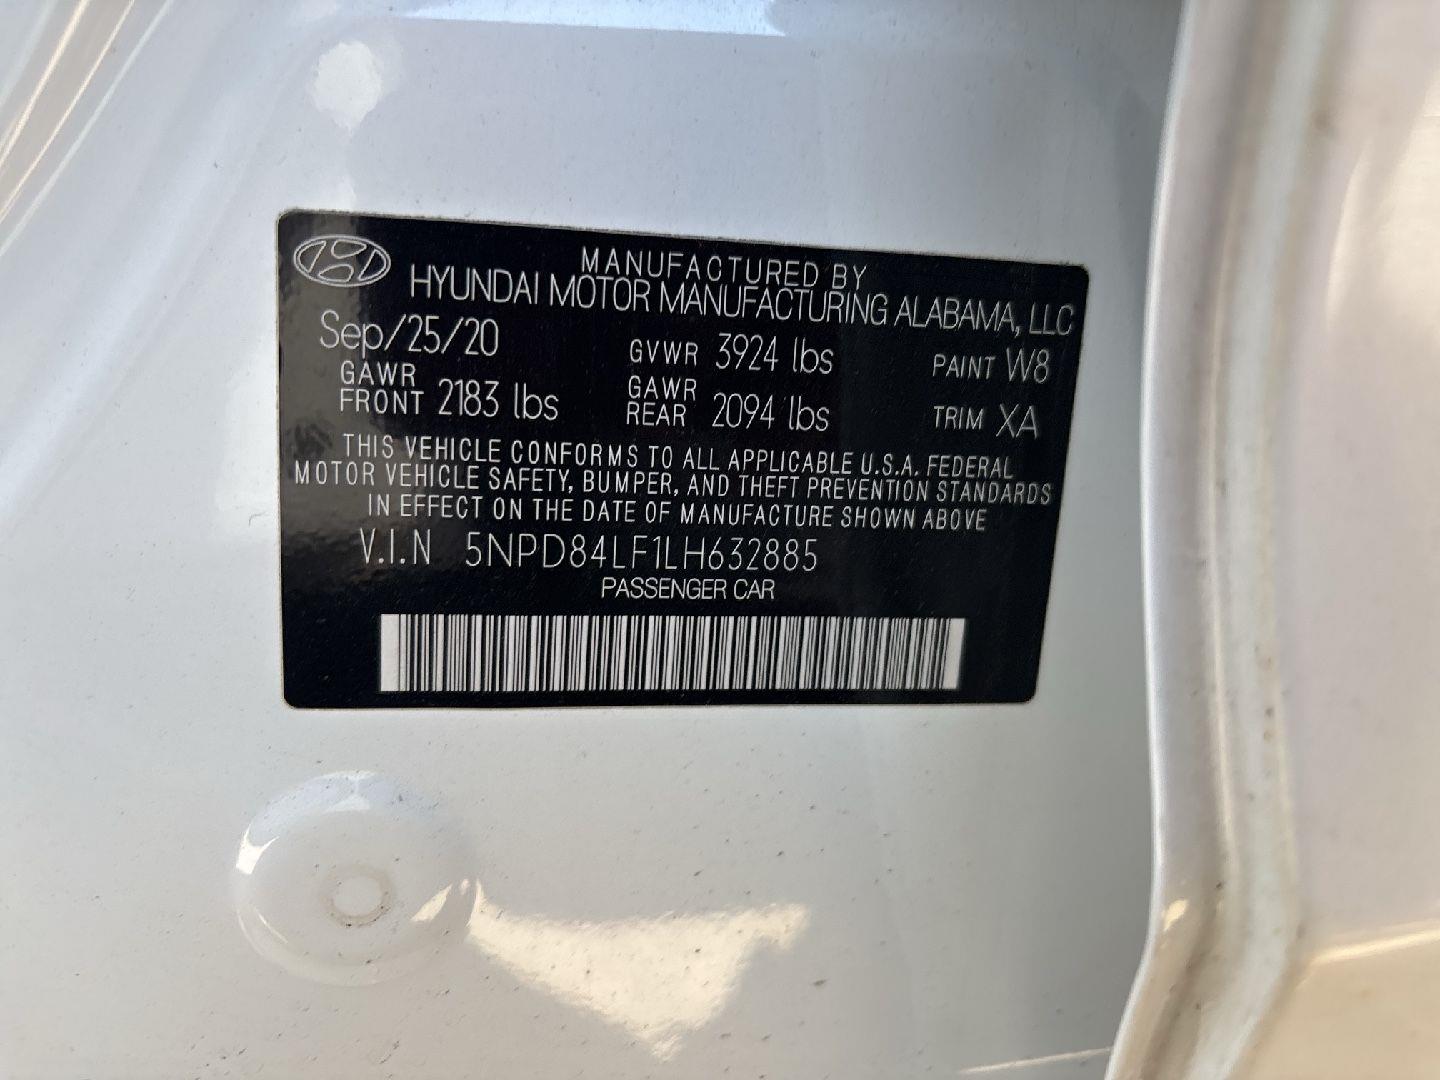 MANUFACTURED BY
HYUNDAI MOTOR MANUFACTURING ALABAMA, LLC
Sep/25/20 GVWR 3924 lbs PAINT W8
GAWR FRONT 2183 lbs GAWR REAR 2094 lbs TRIM XA
THIS VEHICLE CONFORMS TO ALL APPLICABLE U.S.A. FEDERAL
MOTOR VEHICLE SAFETY, BUMPER, AND THEFT PREVENTION STANDARDS
IN EFFECT ON THE DATE OF MANUFACTURE SHOWN ABOVE
V.I.N 5NPD84LF1LH632885
PASSENGER CAR